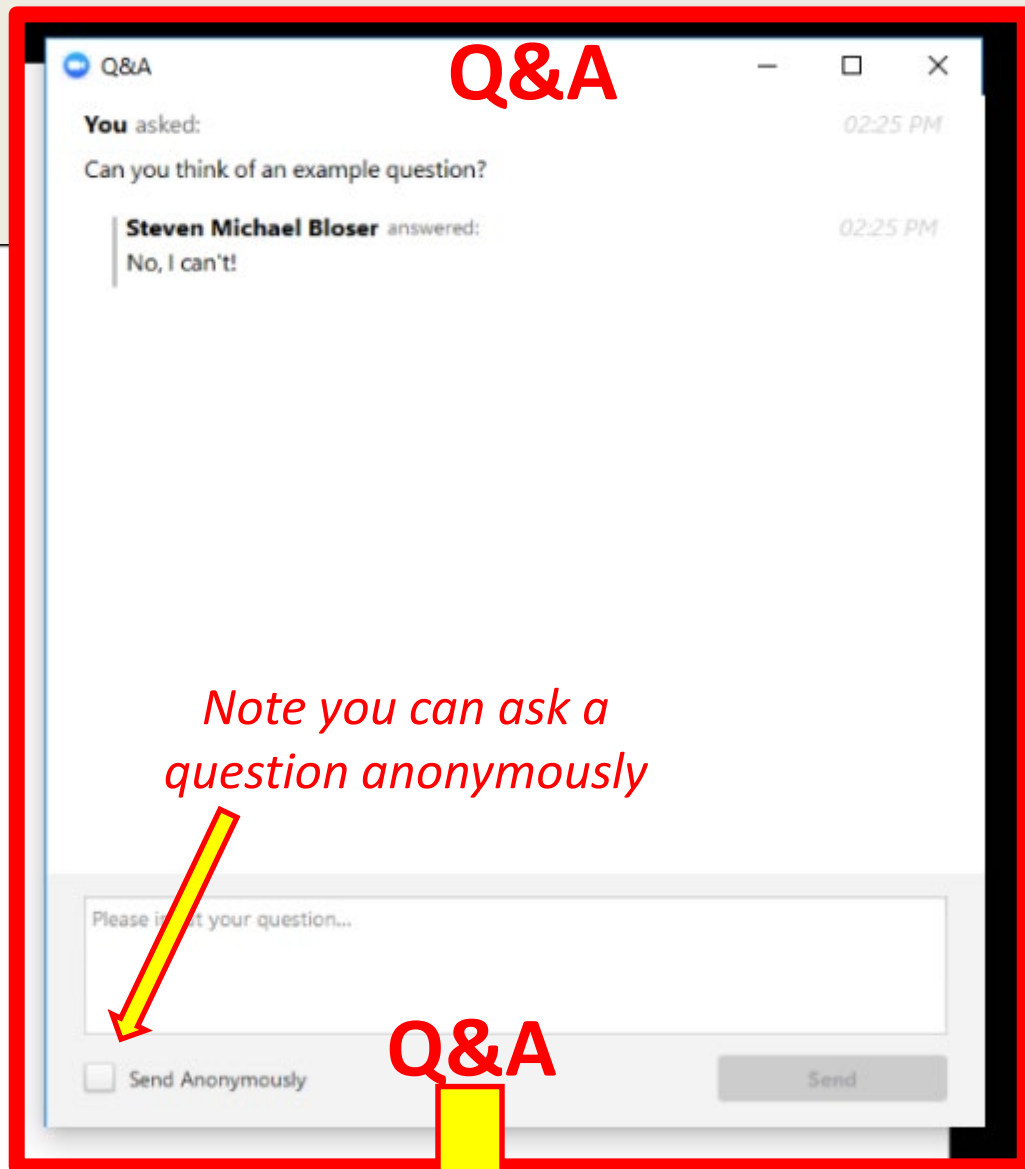 Q&A
Q&A
You asked:
02:25 PM
Can you think of an example question?
Steven Michael Bloser answered:
02:25 PM
No, I can't!
Note you can ask a
question anonymously
Please your question...
Q&A
Send Anonymously
Send